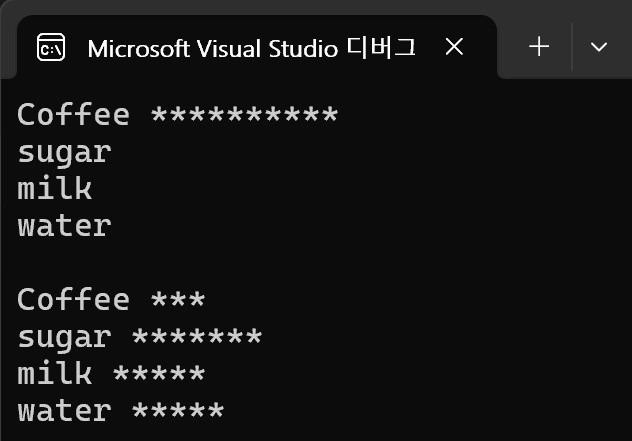 Microsoft Visual Studio 디버그
Coffee **********
sugar
milk
water

Coffee ***
sugar *******
milk *****
water *****